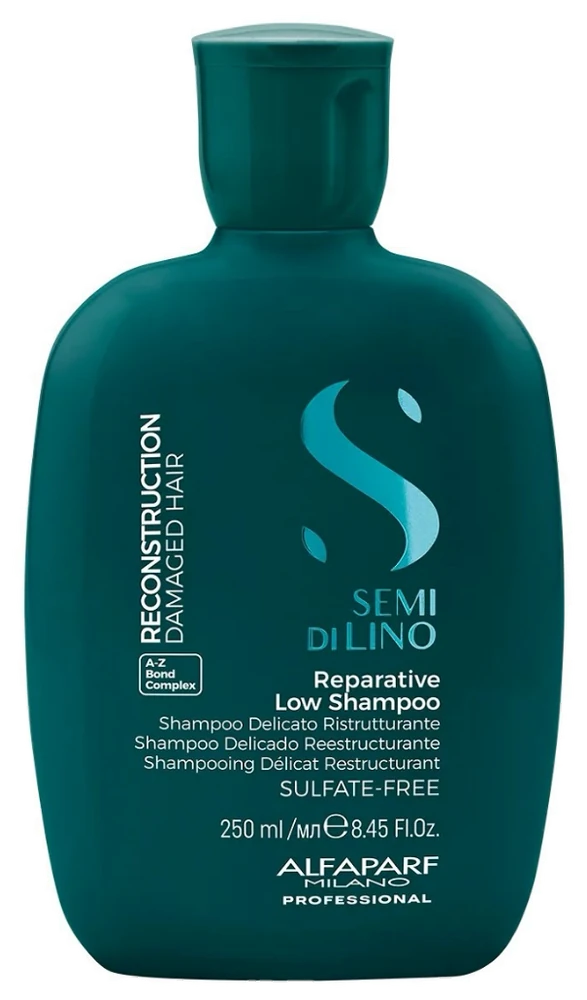 RECONSTRUCTION
DAMAGED HAIR
A-Z
Bond
Complex
SEMI
DI LINO
Reparative
Low Shampoo
Shampoo Delicato Ristrutturante
Shampoo Delicado Reestructurante
Shampooing Délicat Restructurant
SULFATE-FREE
250 ml /мл℮8.45 Fl.Oz.
ALFAPARF
MILANO
PROFESSIONAL